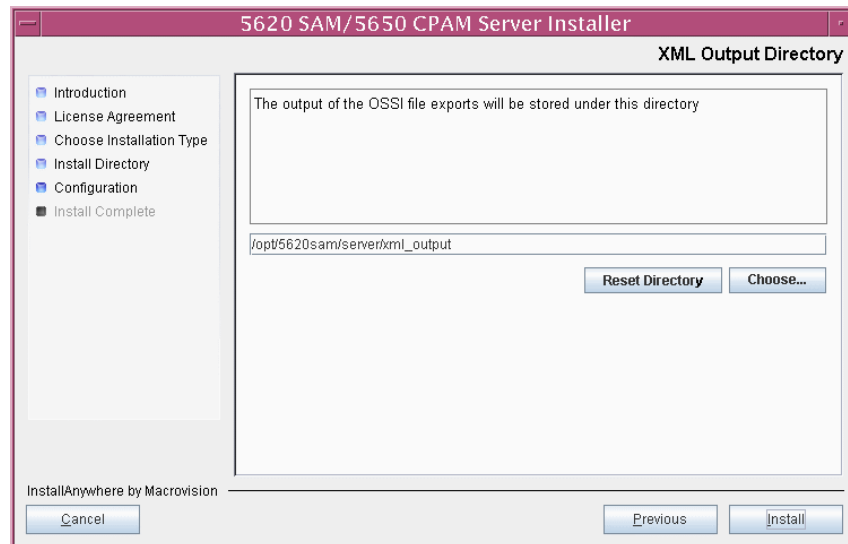 5620 SAM/5650 CPAM Server Installer
XML Output Directory
Introduction
License Agreement
Choose Installation Type
Install Directory
Configuration
Install Complete
The output of the OSSI file exports will be stored under this directory
/opt/5620sam/server/xml_output
Reset Directory
Choose...
InstallAnywhere by Macrovision
Cancel
Previous
Install